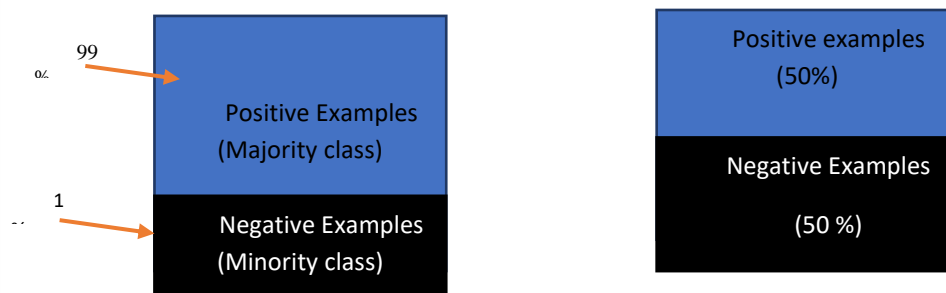 99
%
Positive Examples
(Majority class)
1
%
Negative Examples
(Minority class)
Positive examples
(50%)
Negative Examples
(50 %)